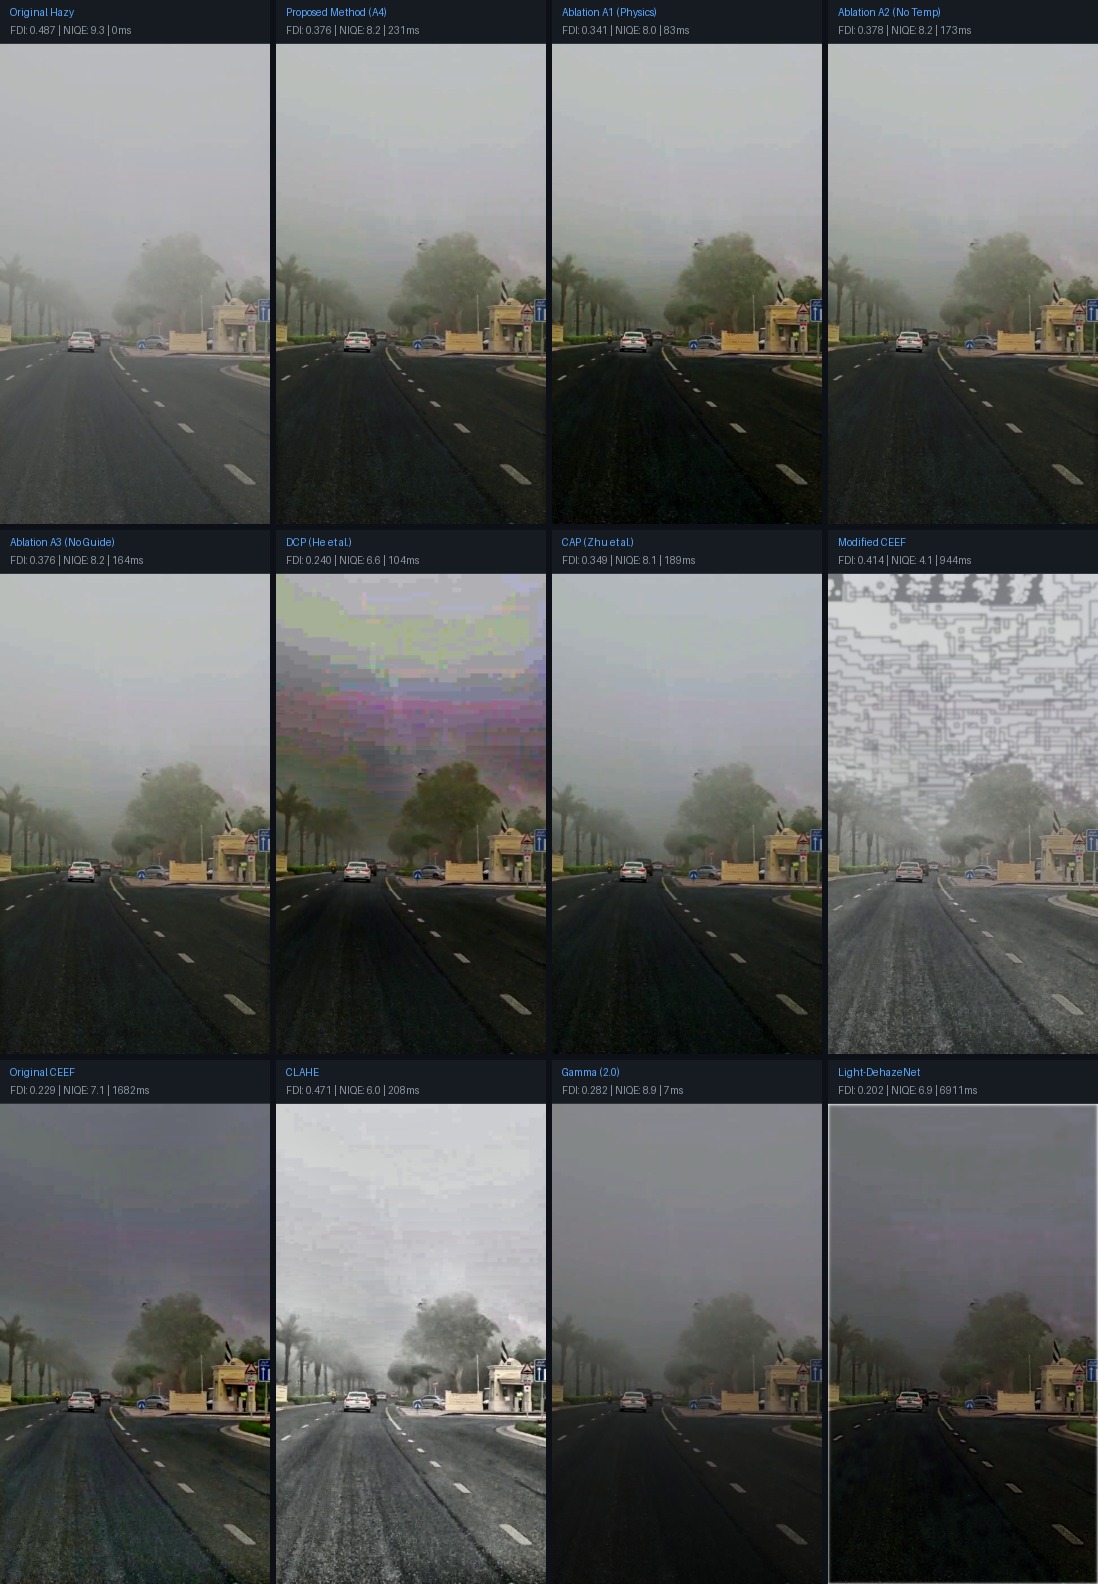 Original Hazy
FDI: 0.487 | NIQE: 9.3 | 0ms
Proposed Method (A4)
FDI: 0.376 | NIQE: 8.2 | 231ms
Ablation A1 (Physics)
FDI: 0.341 | NIQE: 8.0 | 83ms
Ablation A2 (No Temp)
FDI: 0.378 | NIQE: 8.2 | 173ms
Ablation A3 (No Guide)
FDI: 0.376 | NIQE: 8.2 | 164ms
DCP (He et al.)
FDI: 0.240 | NIQE: 6.6 | 104ms
CAP (Zhu et al.)
FDI: 0.349 | NIQE: 8.1 | 189ms
Modified CEEF
FDI: 0.414 | NIQE: 4.1 | 944ms
Original CEEF
FDI: 0.229 | NIQE: 7.1 | 1682ms
CLAHE
FDI: 0.471 | NIQE: 6.0 | 208ms
Gamma (2.0)
FDI: 0.282 | NIQE: 8.9 | 7ms
Light-DehazeNet
FDI: 0.202 | NIQE: 6.9 | 6911ms